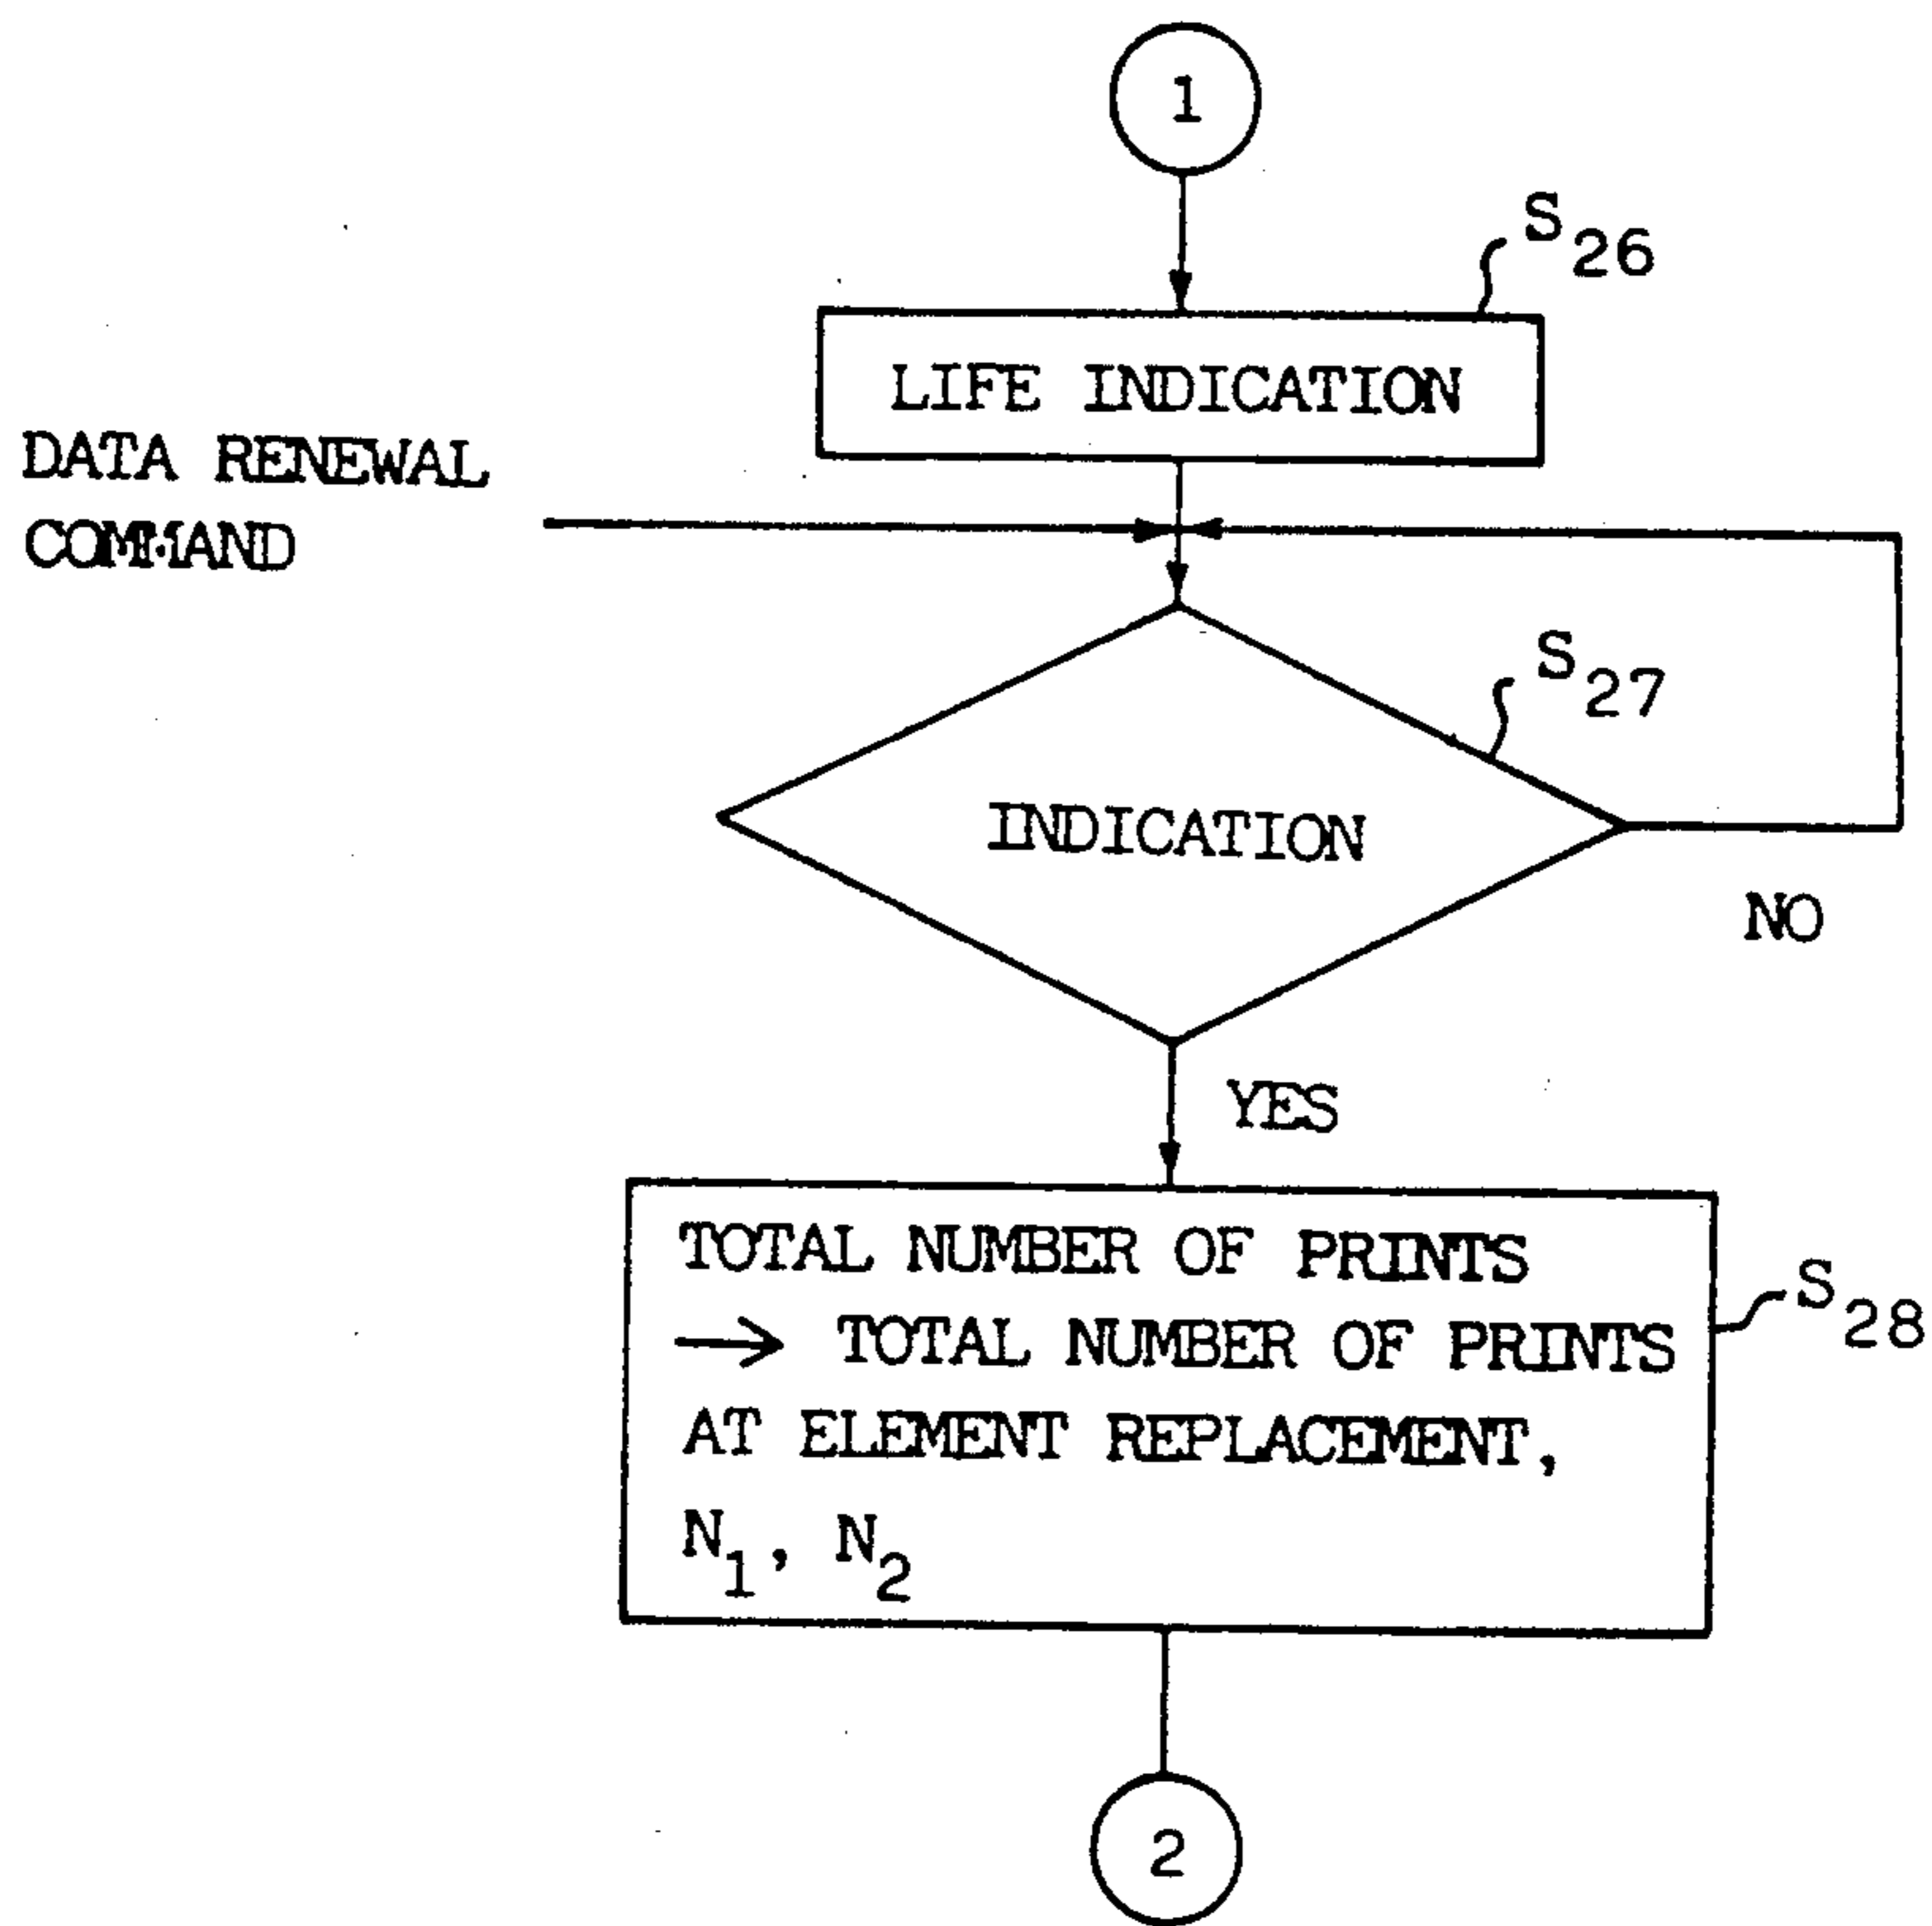 1
S26
LIFE INDICATION
DATA RENEWAL
COMMAND
S27
INDICATION
NO
YES
TOTAL NUMBER OF PRINTS
→ TOTAL NUMBER OF PRINTS
AT ELEMENT REPLACEMENT,
N1, N2
S28
2